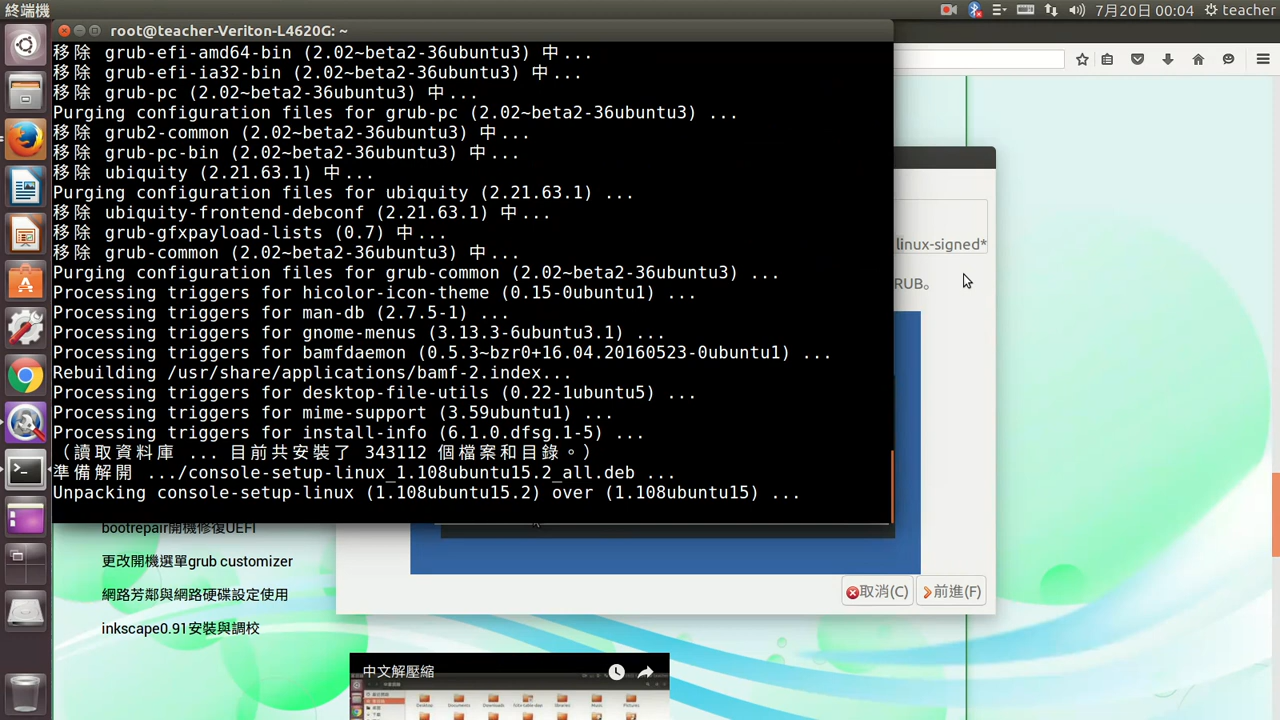 終端機
7月20日 00:04
teacher
root@teacher-Veriton-L4620G: ~
移除 grub-efi-amd64-bin (2.02~beta2-36ubuntu3) 中...
移除 grub-efi-ia32-bin (2.02~beta2-36ubuntu3) 中...
移除 grub-pc (2.02~beta2-36ubuntu3) 中...
Purging configuration files for grub-pc (2.02~beta2-36ubuntu3) ...
移除 grub2-common (2.02~beta2-36ubuntu3) 中...
移除 grub-pc-bin (2.02~beta2-36ubuntu3) 中...
移除 ubiquity (2.21.63.1) 中...
Purging configuration files for ubiquity (2.21.63.1) ...
移除 ubiquity-frontend-debconf (2.21.63.1) 中...
移除 grub-gfxpayload-lists (0.7) 中...
移除 grub-common (2.02~beta2-36ubuntu3) 中...
Purging configuration files for grub-common (2.02~beta2-36ubuntu3) ...
Processing triggers for hicolor-icon-theme (0.15-0ubuntu1) ...
Processing triggers for man-db (2.7.5-1) ...
Processing triggers for gnome-menus (3.13.3-6ubuntu3.1) ...
Processing triggers for bamfdaemon (0.5.3~bzr0+16.04.20160523-0ubuntu1) ...
Rebuilding /usr/share/applications/bamf-2.index...
Processing triggers for desktop-file-utils (0.22-1ubuntu5) ...
Processing triggers for mime-support (3.59ubuntu1) ...
Processing triggers for install-info (6.1.0.dfsg.1-5) ...
（讀取資料庫 ... 目前共安裝了 343112 個檔案和目錄。）
準備解開 .../console-setup-linux_1.108ubuntu15.2_all.deb ...
Unpacking console-setup-linux (1.108ubuntu15.2) over (1.108ubuntu15) ...
linux-signed*
RUB。
取消(C)
前進(F)
bootrepair開機修復UEFI
更改開機選單grub customizer
網路芳鄰與網路硬碟設定使用
inkscape0.91安裝與調校
中文解壓縮